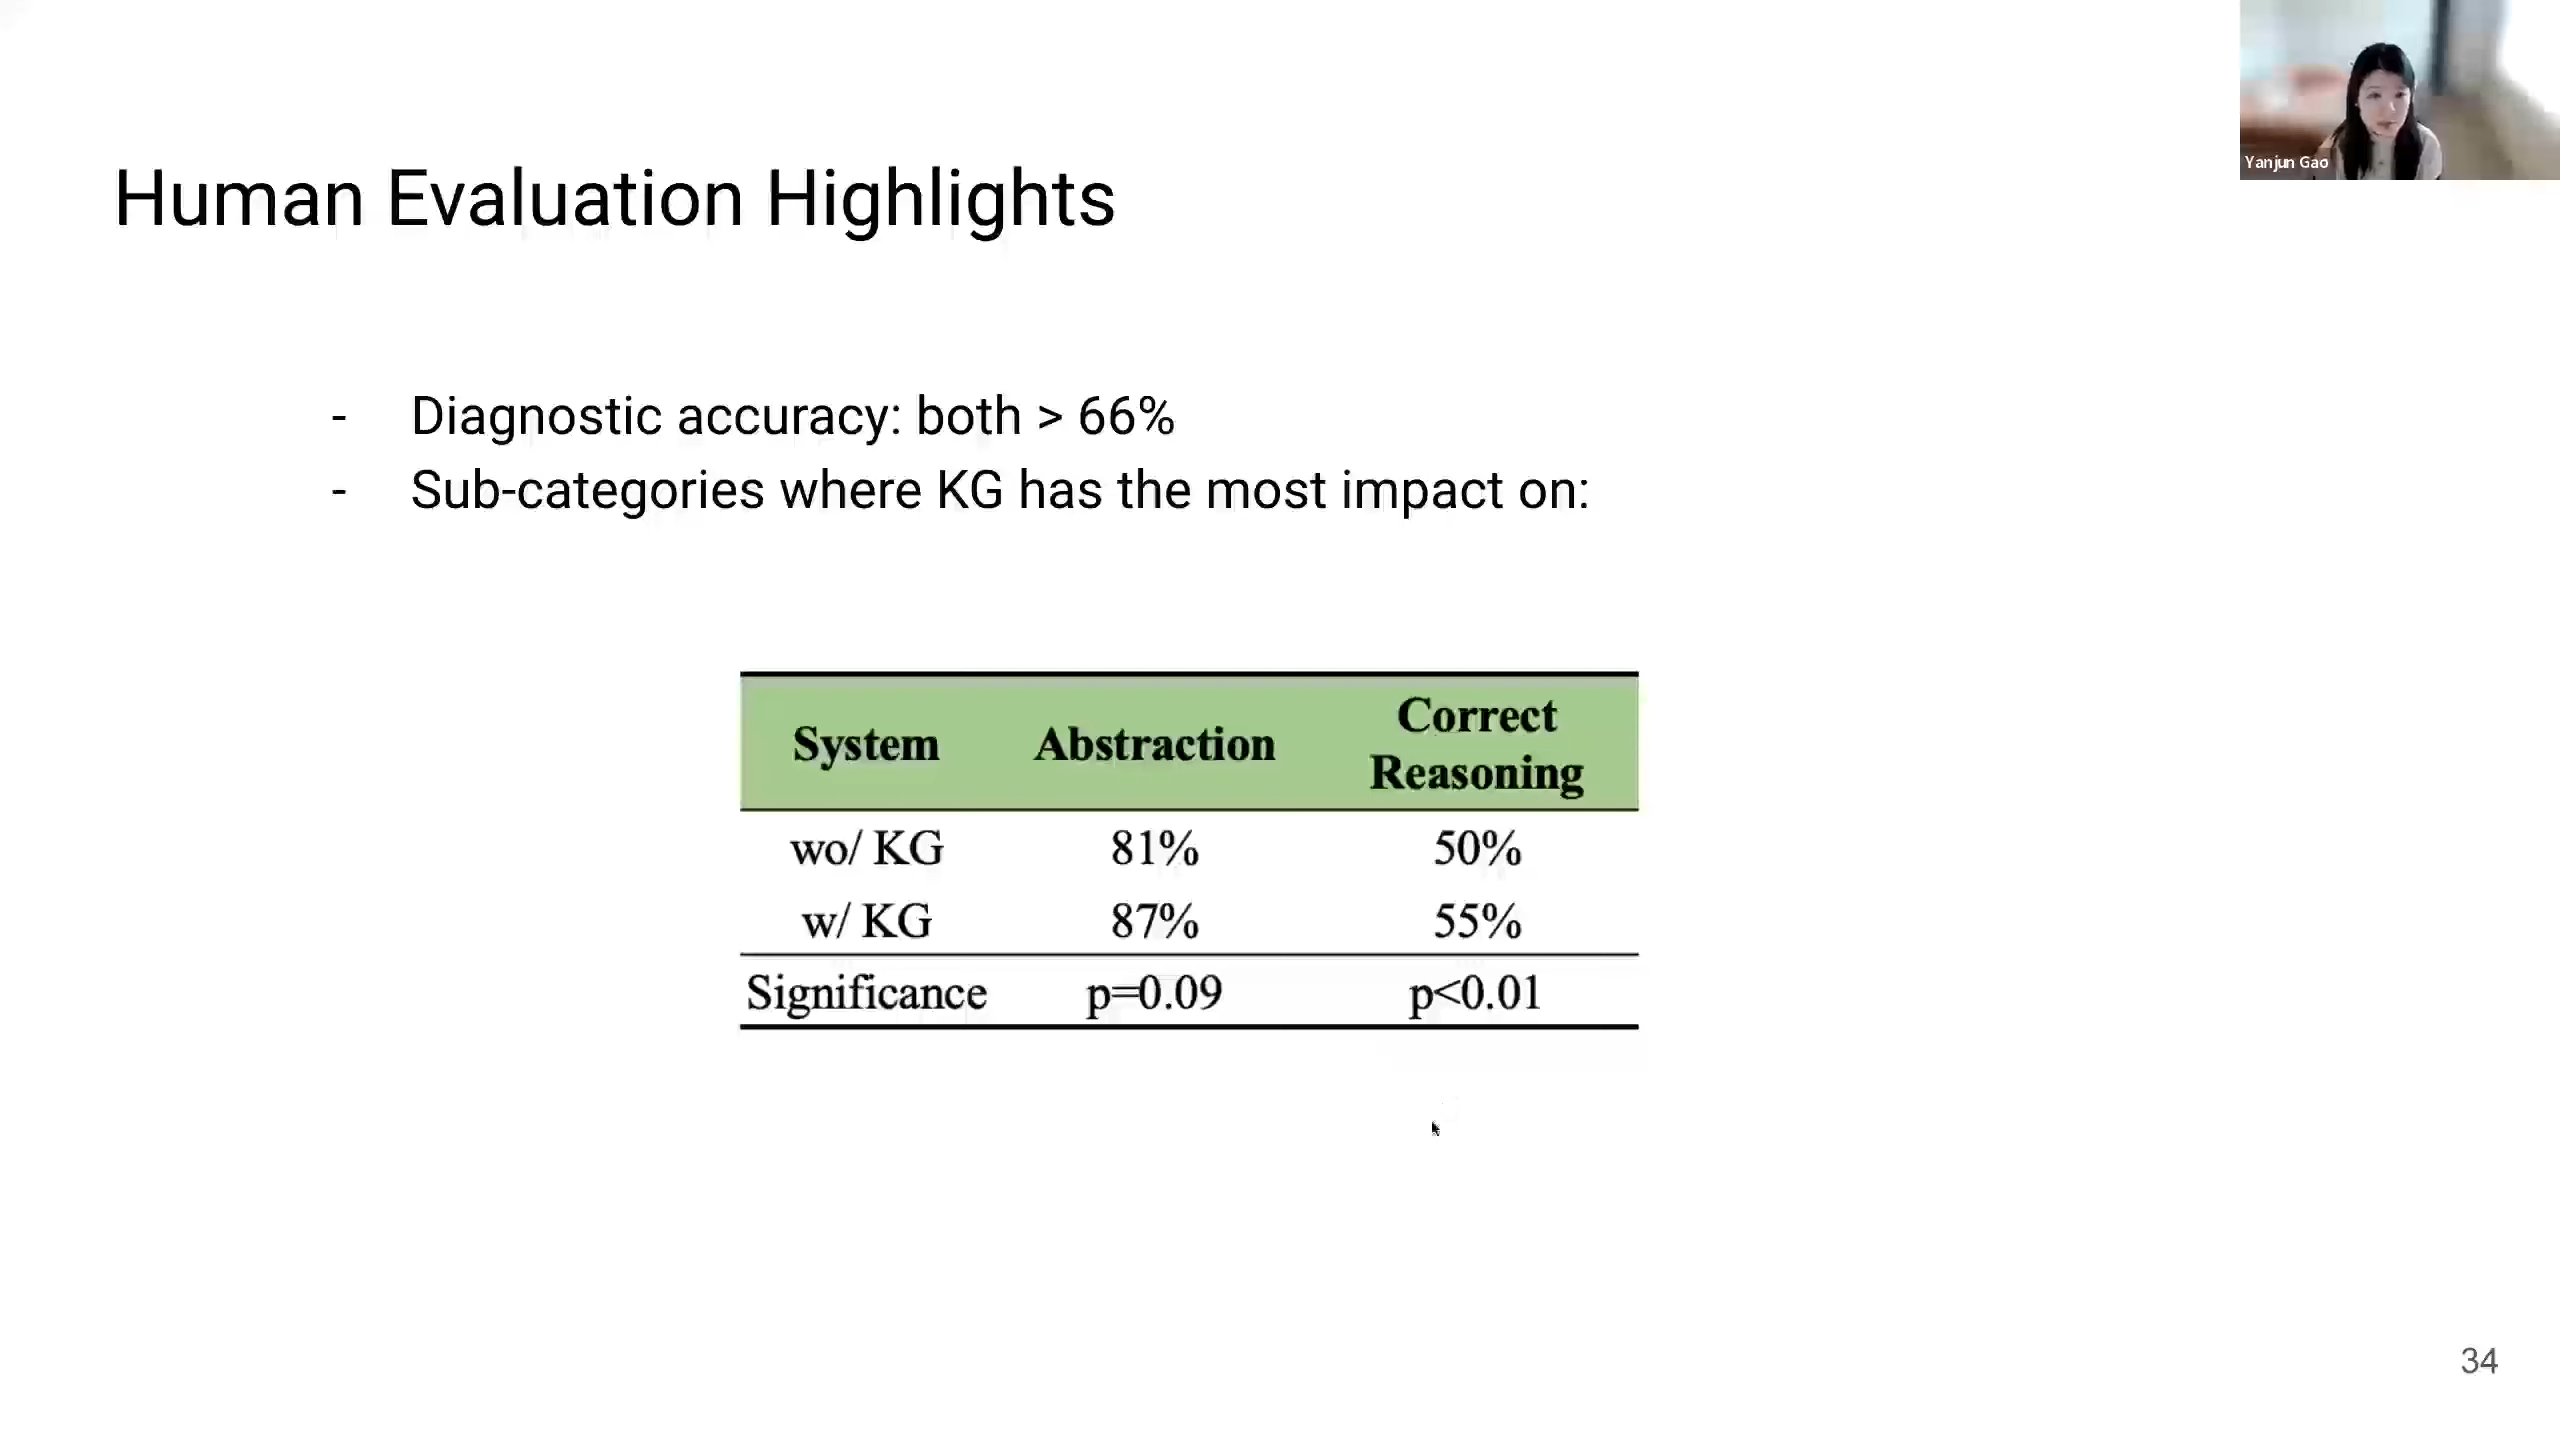 Yanjun Gao
Human Evaluation Highlights
- Diagnostic accuracy: both > 66%
- Sub-categories where KG has the most impact on:
System Abstraction Correct Reasoning
wo/ KG 81% 50%
w/ KG 87% 55%
Significance p=0.09 p<0.01
34